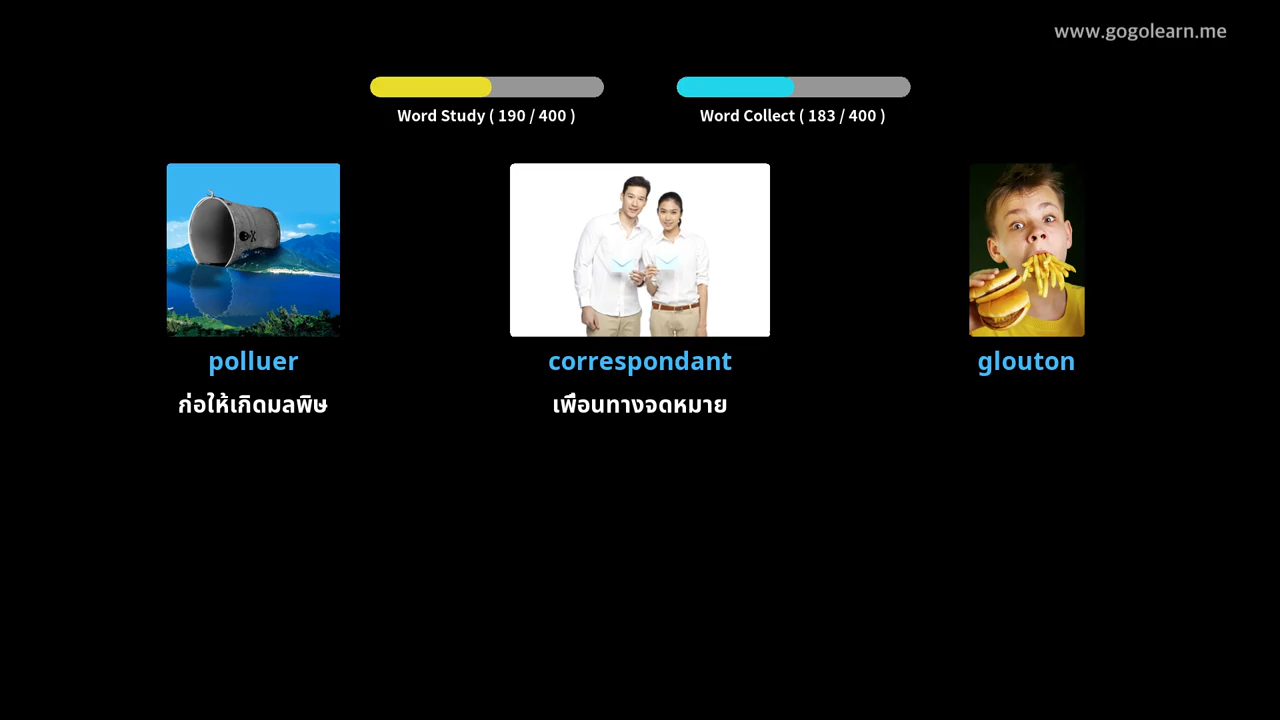 www.gogolearn.me
Word Study ( 190 / 400 )
Word Collect ( 183 / 400 )
polluer
correspondant
glouton
ก่อให้เกิดมลพิษ
เพื่อนทางจดหมาย